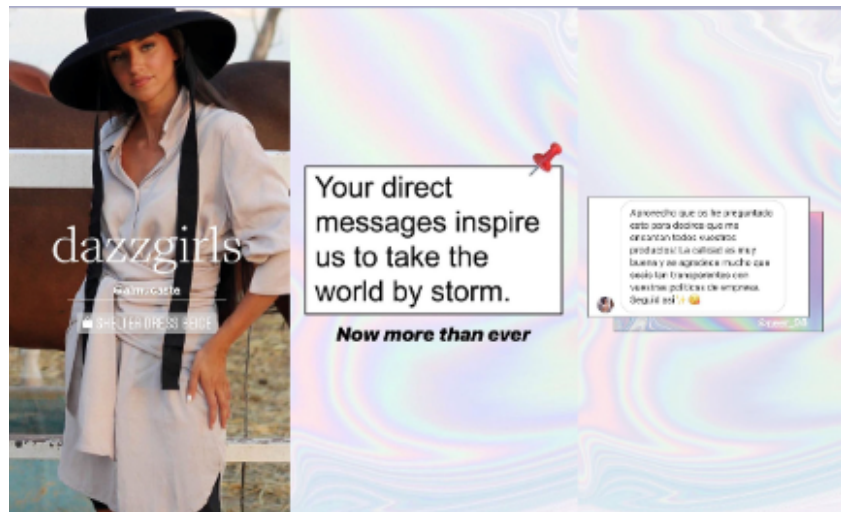 dazzgirls
SHELTER DRESS BEIGE
Your direct
messages inspire
us to take the
world by storm.
Now more than ever
Aprovecho que os he preguntado
esto para deciros que me
encantan todos vuestros
productos! La calidad es muy
buena y se agradece mucho que
seáis tan transparentes con
vuestras políticas de empresa.
Seguid así